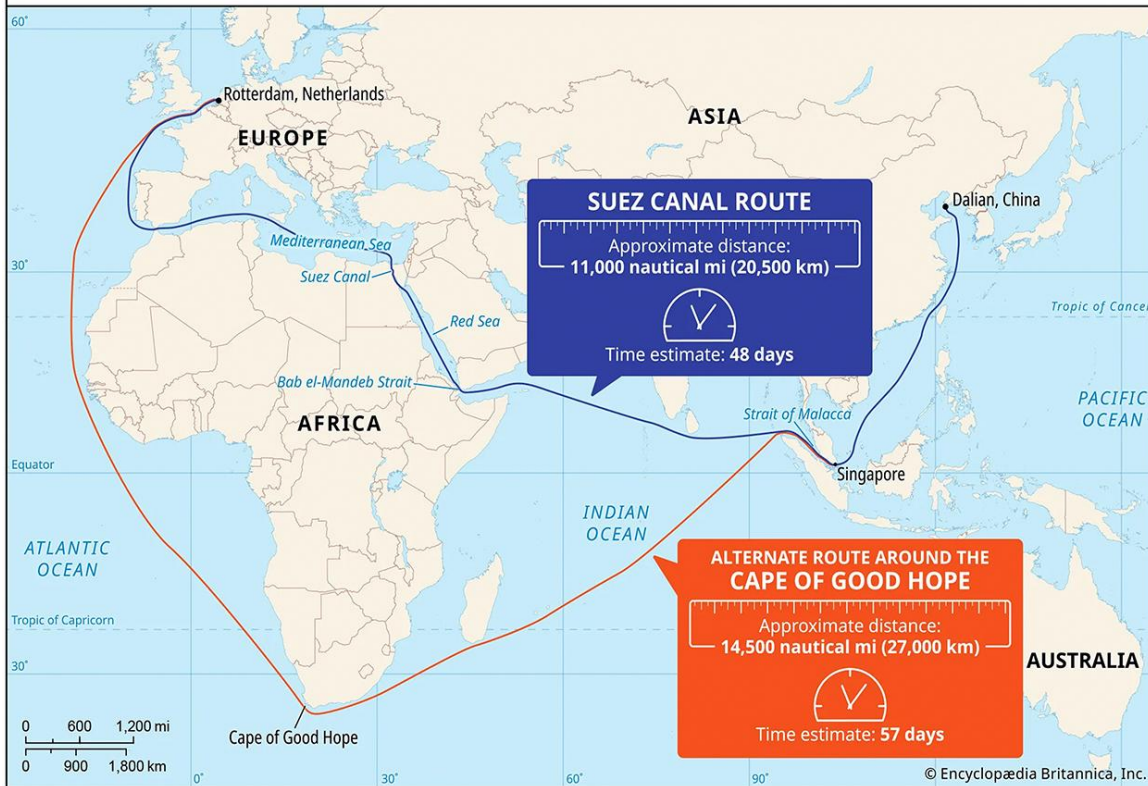 60°
Rotterdam, Netherlands
EUROPE
ASIA
SUEZ CANAL ROUTE
Approximate distance:
11,000 nautical mi (20,500 km)
Time estimate: 48 days
Dalian, China
Mediterranean Sea
30°
Suez Canal
Red Sea
Tropic of Cancer
Bab el-Mandeb Strait
AFRICA
Strait of Malacca
PACIFIC
OCEAN
Equator
Singapore
INDIAN
OCEAN
ATLANTIC
OCEAN
ALTERNATE ROUTE AROUND THE
CAPE OF GOOD HOPE
Approximate distance:
14,500 nautical mi (27,000 km)
Time estimate: 57 days
Tropic of Capricorn
30°
AUSTRALIA
0 600 1,200 mi
0 900 1,800 km
Cape of Good Hope
0°
30°
60°
90°
© Encyclopædia Britannica, Inc.